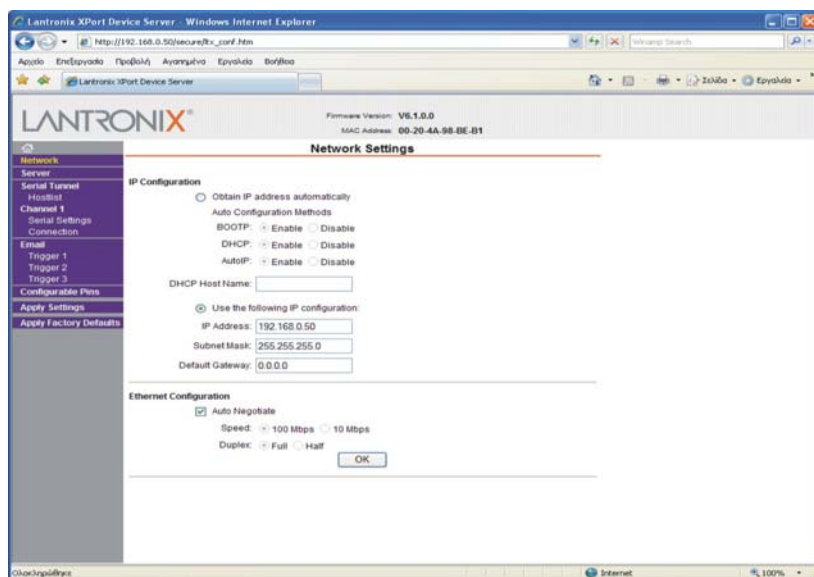 Lantronix XPort Device Server - Windows Internet Explorer
http://192.168.0.50/secure/ltx_conf.htm
Winamp Search
Αρχείο Επεξεργασία Προβολή Αγαπημένα Εργαλεία Βοήθεια
Lantronix XPort Device Server
Σελίδα
Εργαλεία
LANTRONIX®
Firmware Version: V6.1.0.0
MAC Address: 00-20-4A-98-BE-B1
Network
Server
Serial Tunnel
Hostlist
Channel 1
Serial Settings
Connection
Email
Trigger 1
Trigger 2
Trigger 3
Configurable Pins
Apply Settings
Apply Factory Defaults
Network Settings
IP Configuration
Obtain IP address automatically
Auto Configuration Methods
BOOTP: Enable Disable
DHCP: Enable Disable
AutoIP: Enable Disable
DHCP Host Name:
Use the following IP configuration:
IP Address: 192.168.0.50
Subnet Mask: 255.255.255.0
Default Gateway: 0.0.0.0
Ethernet Configuration
Auto Negotiate
Speed: 100 Mbps 10 Mbps
Duplex: Full Half
OK
Ολοκληρώθηκε
Internet
100%